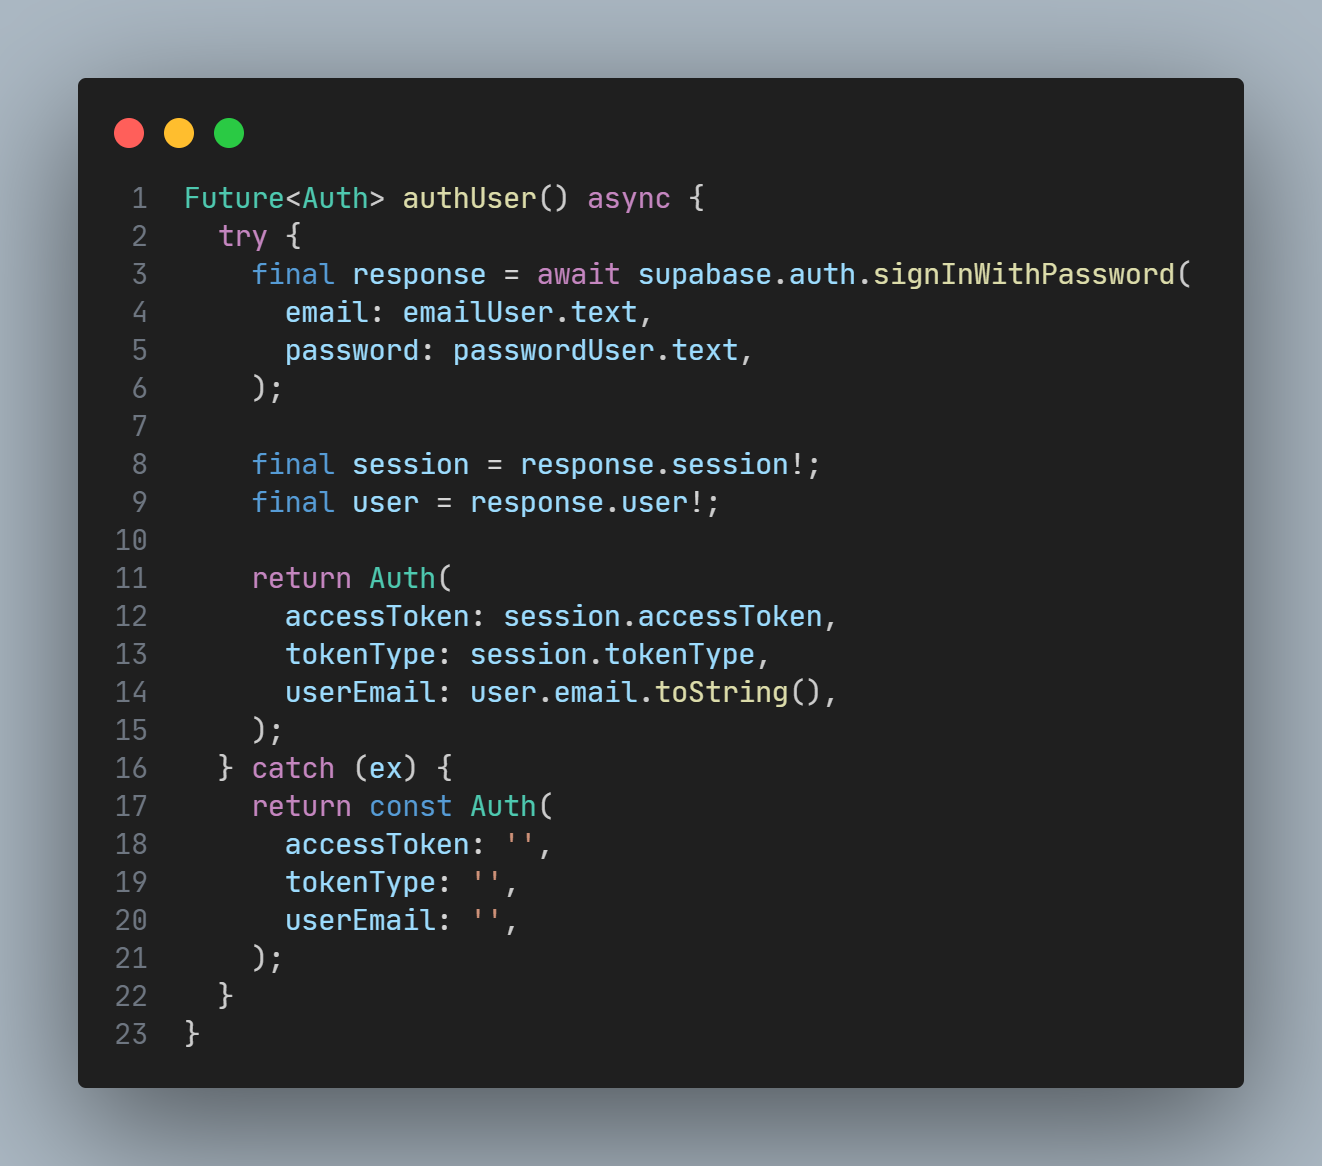 1 Future<Auth> authUser() async {
2   try {
3     final response = await supabase.auth.signInWithPassword(
4       email: emailUser.text,
5       password: passwordUser.text,
6     );
7
8     final session = response.session!;
9     final user = response.user!;
10
11     return Auth(
12       accessToken: session.accessToken,
13       tokenType: session.tokenType,
14       userEmail: user.email.toString(),
15     );
16   } catch (ex) {
17     return const Auth(
18       accessToken: '',
19       tokenType: '',
20       userEmail: '',
21     );
22   }
23 }